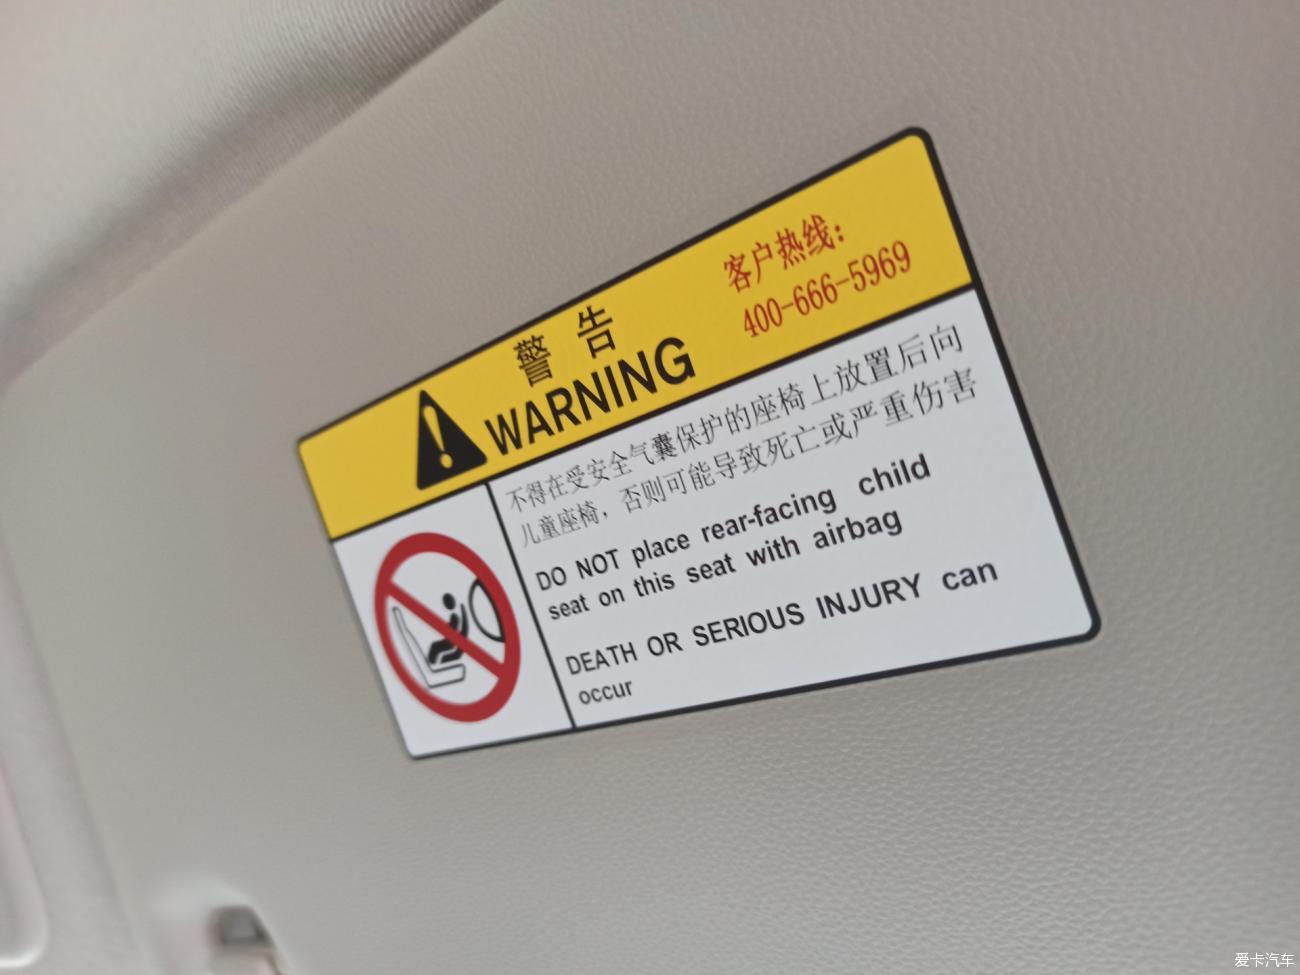 警 告
WARNING
客户热线：
400-666-5969
不得在受安全气囊保护的座椅上放置后向
儿童座椅，否则可能导致死亡或严重伤害
DO NOT place rear-facing child
seat on this seat with airbag
DEATH OR SERIOUS INJURY can
occur
爱卡汽车